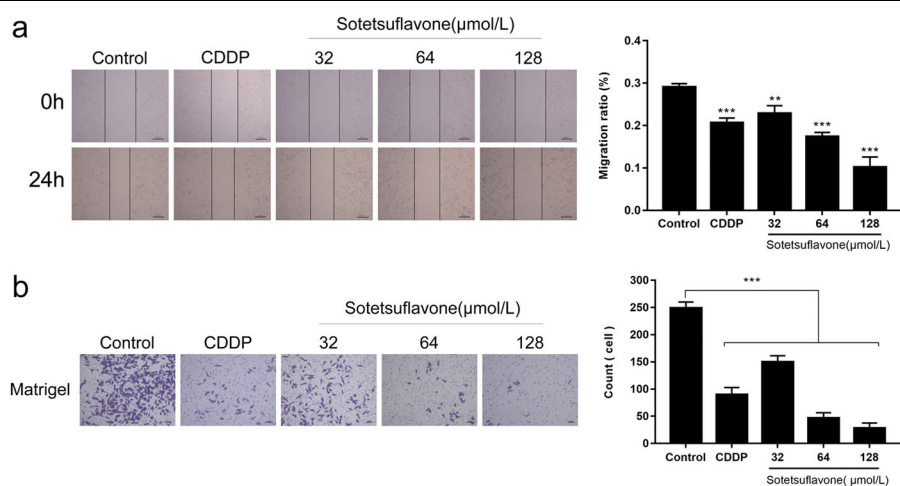 a
Sotetsuflavone(μmol/L)
Control CDDP 32 64 128
0h
24h
0.4
0.3
0.2
0.1
0.0
Migration ratio (%)
*** ** *** ***
Control CDDP 32 64 128
Sotetsuflavone(μmol/L)
b
Sotetsuflavone(μmol/L)
Control CDDP 32 64 128
Matrigel
300
250
200
150
100
50
0
Count ( cell )
***
Control CDDP 32 64 128
Sotetsuflavone( μmol/L)